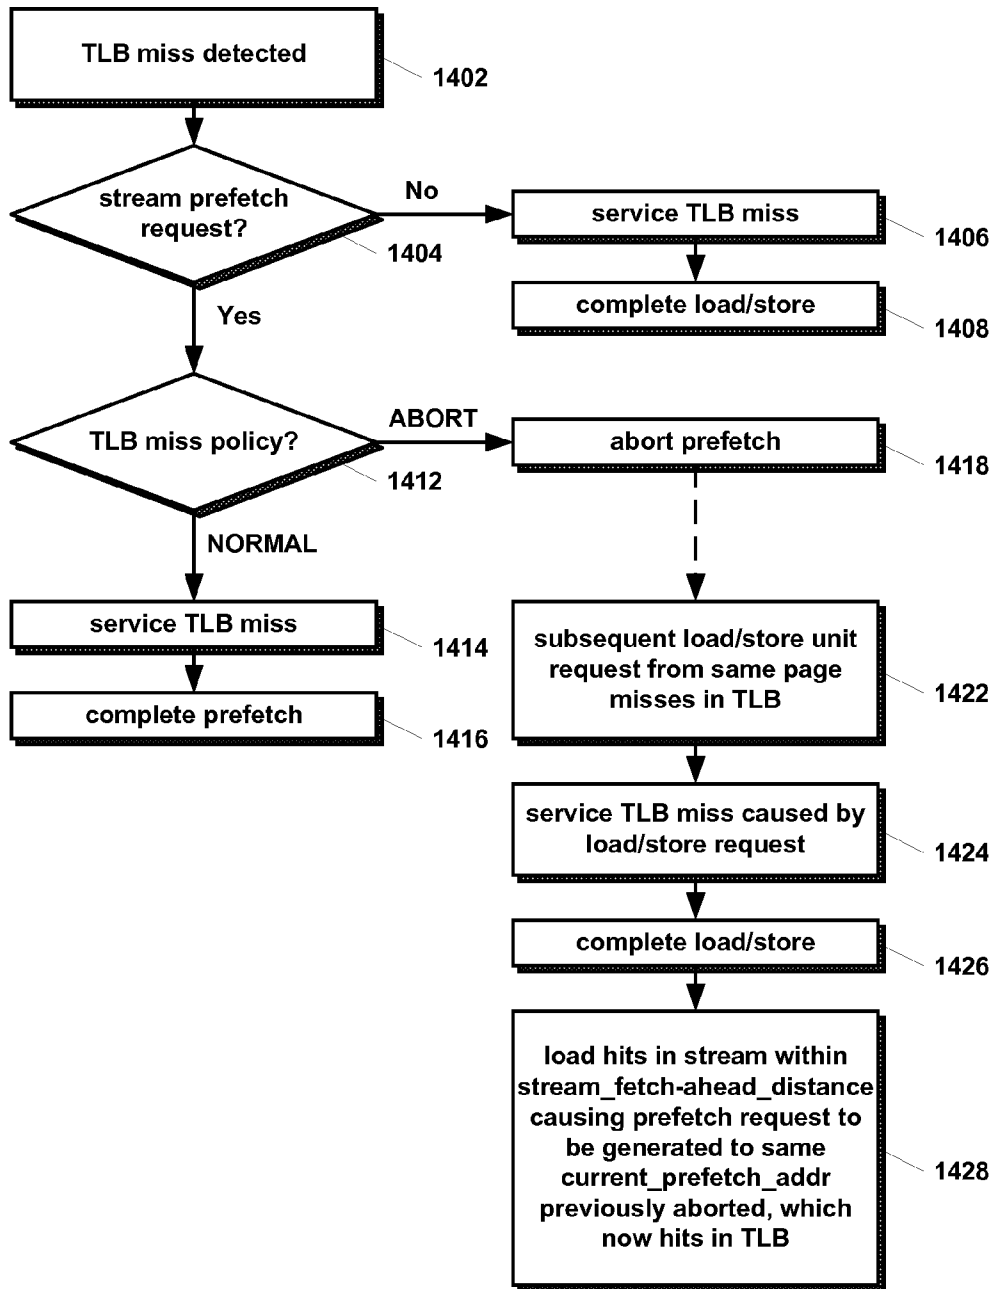 TLB miss detected
1402
stream prefetch
request?
1404
No
service TLB miss
1406
complete load/store
1408
Yes
TLB miss policy?
1412
ABORT
abort prefetch
1418
NORMAL
service TLB miss
1414
complete prefetch
1416
subsequent load/store unit
request from same page
misses in TLB
1422
service TLB miss caused by
load/store request
1424
complete load/store
1426
load hits in stream within
stream_fetch-ahead_distance
causing prefetch request to
be generated to same
current_prefetch_addr
previously aborted, which
now hits in TLB
1428